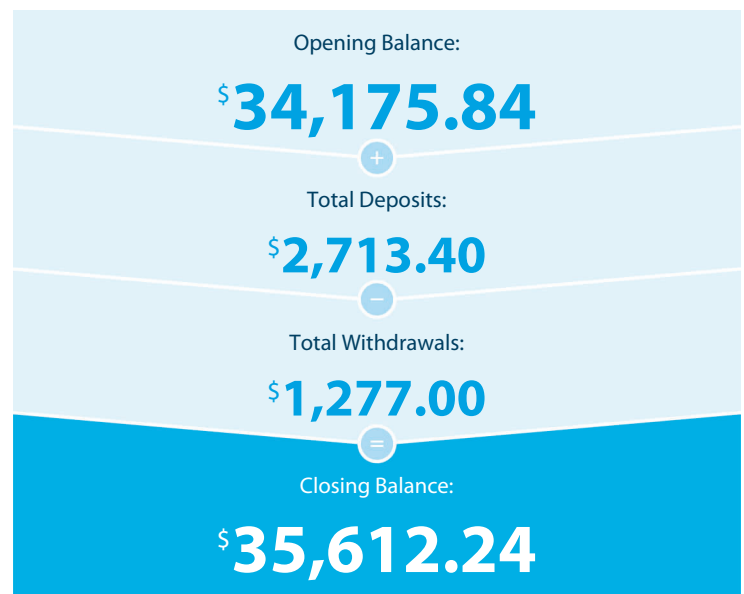 Opening Balance:
$34,175.84
+
Total Deposits:
$2,713.40
−
Total Withdrawals:
$1,277.00
=
Closing Balance:
$35,612.24